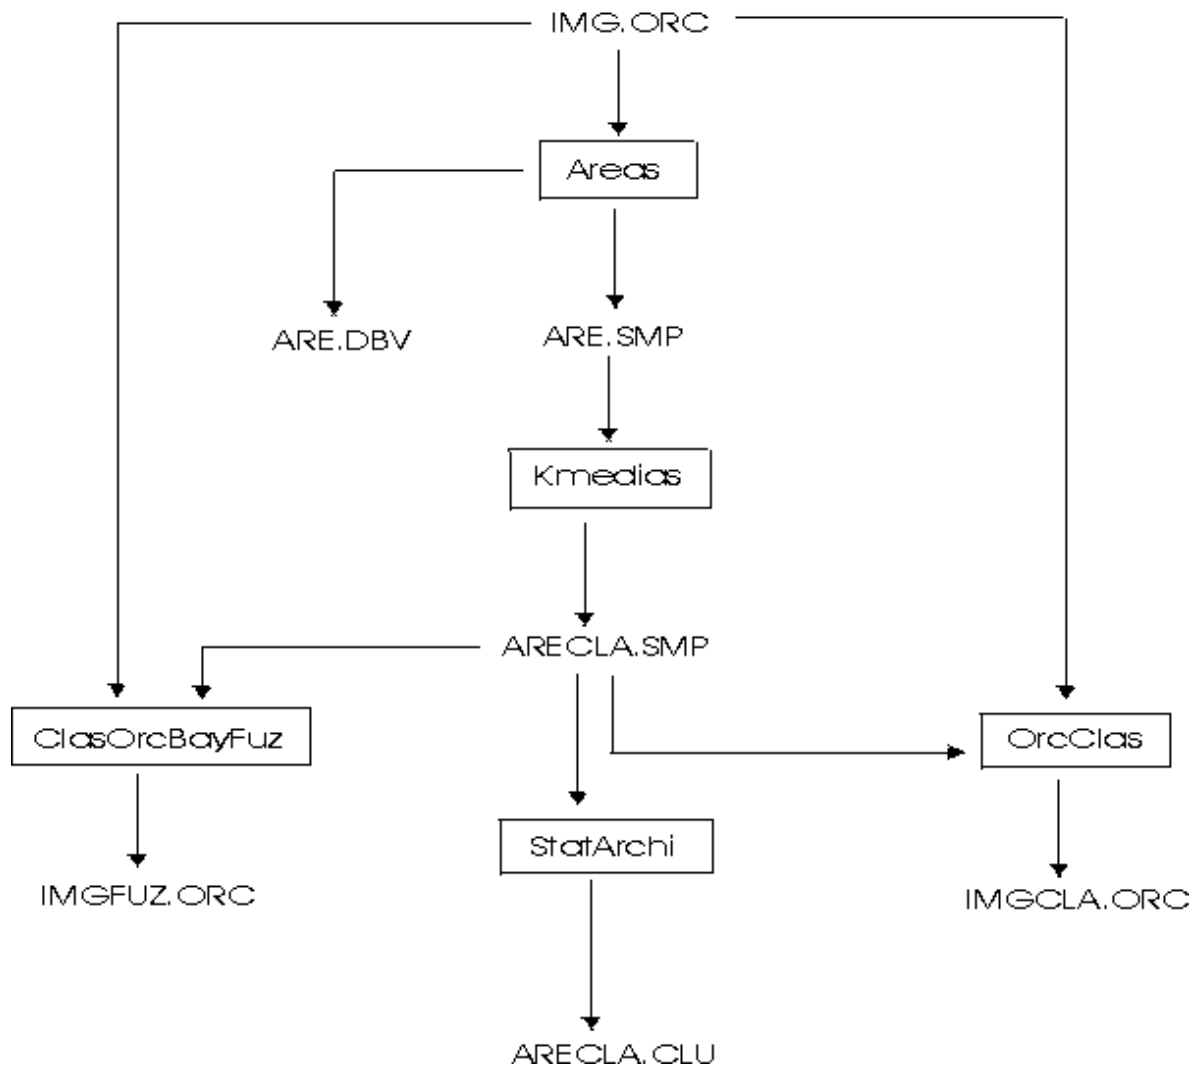 IMG.ORC
Areas
ARE.DBV
ARE.SMP
Kmedias
ARECLA.SMP
ClasOrcBayFuz
OrcClas
StatArchi
IMGFUZ.ORC
IMGCLA.ORC
ARECLA.CLU